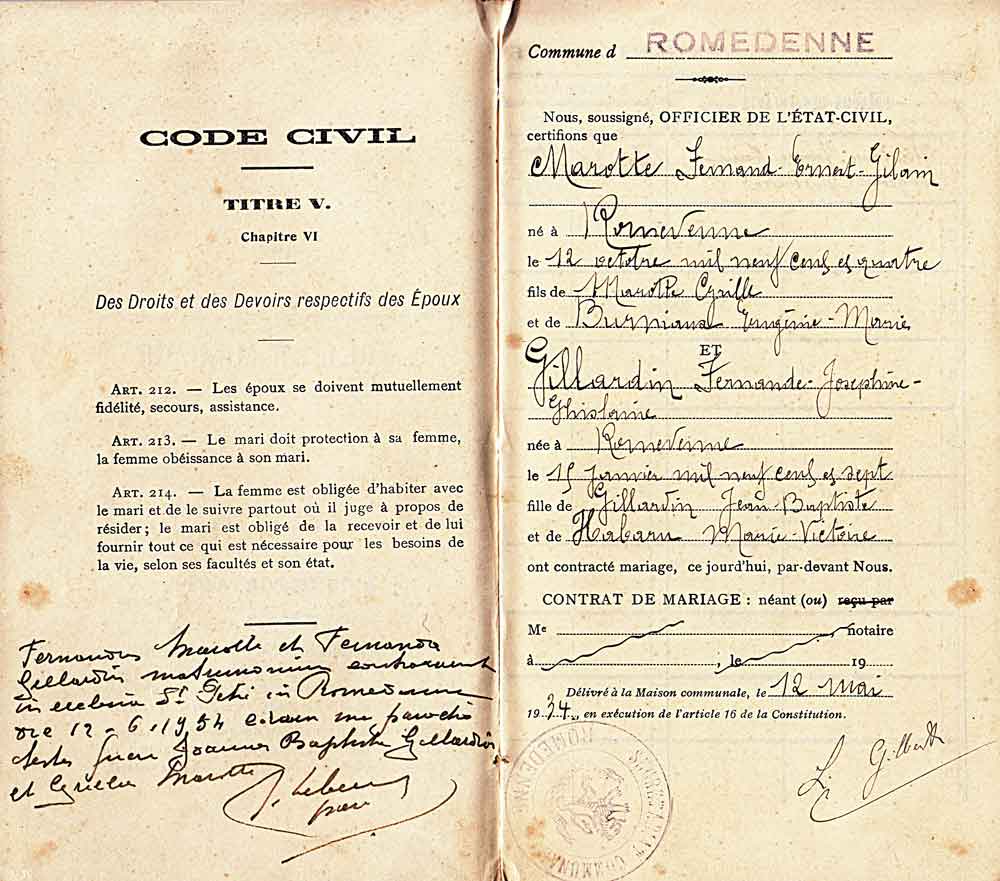 CODE CIVIL
TITRE V.
Chapitre VI
Des Droits et des Devoirs respectifs des Époux
ART. 212. — Les époux se doivent mutuellement
fidélité, secours, assistance.
ART. 213. — Le mari doit protection à sa femme,
la femme obéissance à son mari.
ART. 214. — La femme est obligée d'habiter avec
le mari et de le suivre partout où il juge à propos de
résider ; le mari est obligé de la recevoir et de lui
fournir tout ce qui est nécessaire pour les besoins de
la vie, selon ses facultés et son état.
Fernandus Marotte et Fernanda
Gillardin matrimonium contraxerunt
in ecclesia St Petri in Romedenne
12 - 6 - 1934 coram me parocho
testes Joannes Baptista Gillardin
et Marotte
Commune d ROMEDENNE
Nous, soussigné, OFFICIER DE L'ÉTAT-CIVIL,
certifions que
Marotte Fernand-Ernest-Gilain
né à Romedenne
le 12 octobre mil neuf cent et quatre
fils de Marotte Cyrille
et de Burniaux Eugénie-Marie
ET
Gillardin Fernande-Joséphine-
Ghislaine
née à Romedenne
le 15 janvier mil neuf cent et sept
fille de Gillardin Jean-Baptiste
et de Habaru Marie-Victoire
ont contracté mariage, ce jourd'hui, par-devant Nous.
CONTRAT DE MARIAGE : néant (ou) reçu par
Me notaire
à , le 19
Délivré à la Maison communale, le 12 mai
1934, en exécution de l'article 16 de la Constitution.
ROMEDENNE
Gilbert